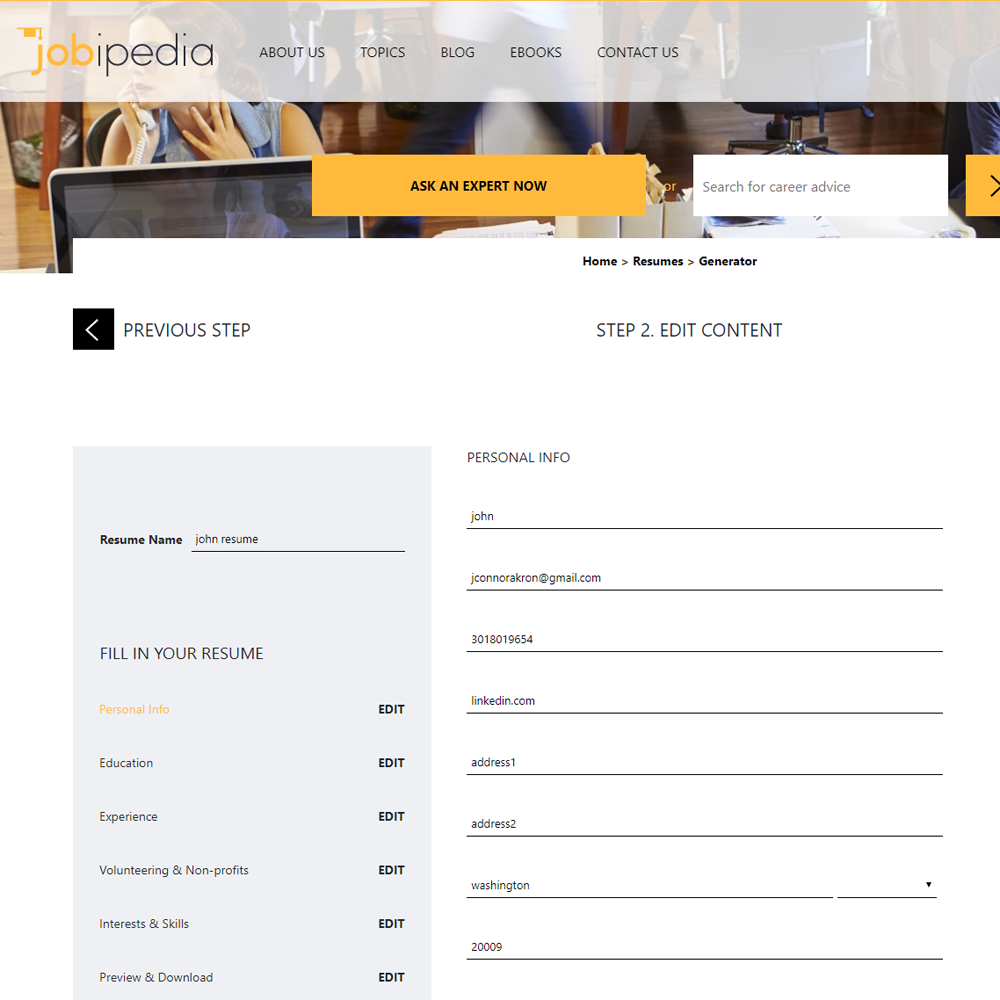 jobipedia
ABOUT US TOPICS BLOG EBOOKS CONTACT US
ASK AN EXPERT NOW or Search for career advice
Home > Resumes > Generator
PREVIOUS STEP STEP 2. EDIT CONTENT
PERSONAL INFO
john
Resume Name john resume
jconnorakron@gmail.com
3018019654
FILL IN YOUR RESUME
linkedin.com
Personal Info EDIT
Education EDIT
address1
Experience EDIT
address2
Volunteering & Non-profits EDIT
washington
Interests & Skills EDIT
20009
Preview & Download EDIT